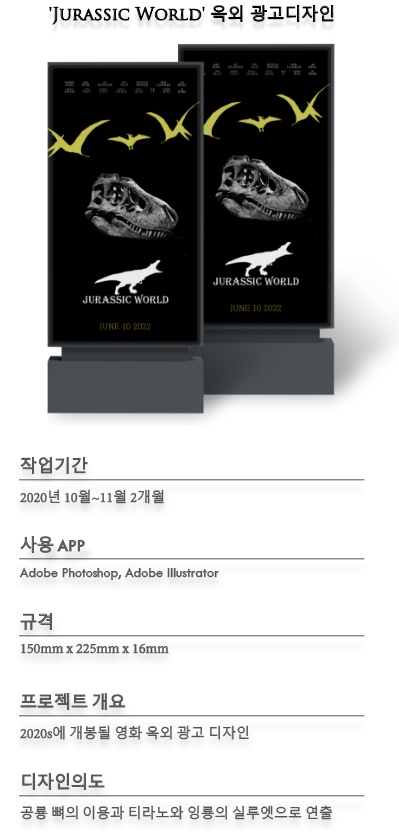 'Jurassic World' 옥외 광고디자인
JURASSIC WORLD
JUNE 10 2022
JURASSIC WORLD
JUNE 10 2022
작업기간
2020년 10월~11월 2개월
사용 APP
Adobe Photoshop, Adobe Illustrator
규격
150mm x 225mm x 16mm
프로젝트 개요
2020s에 개봉될 영화 옥외 광고 디자인
디자인의도
공룡 뼈의 이용과 티라노와 잉룡의 실루엣으로 연출